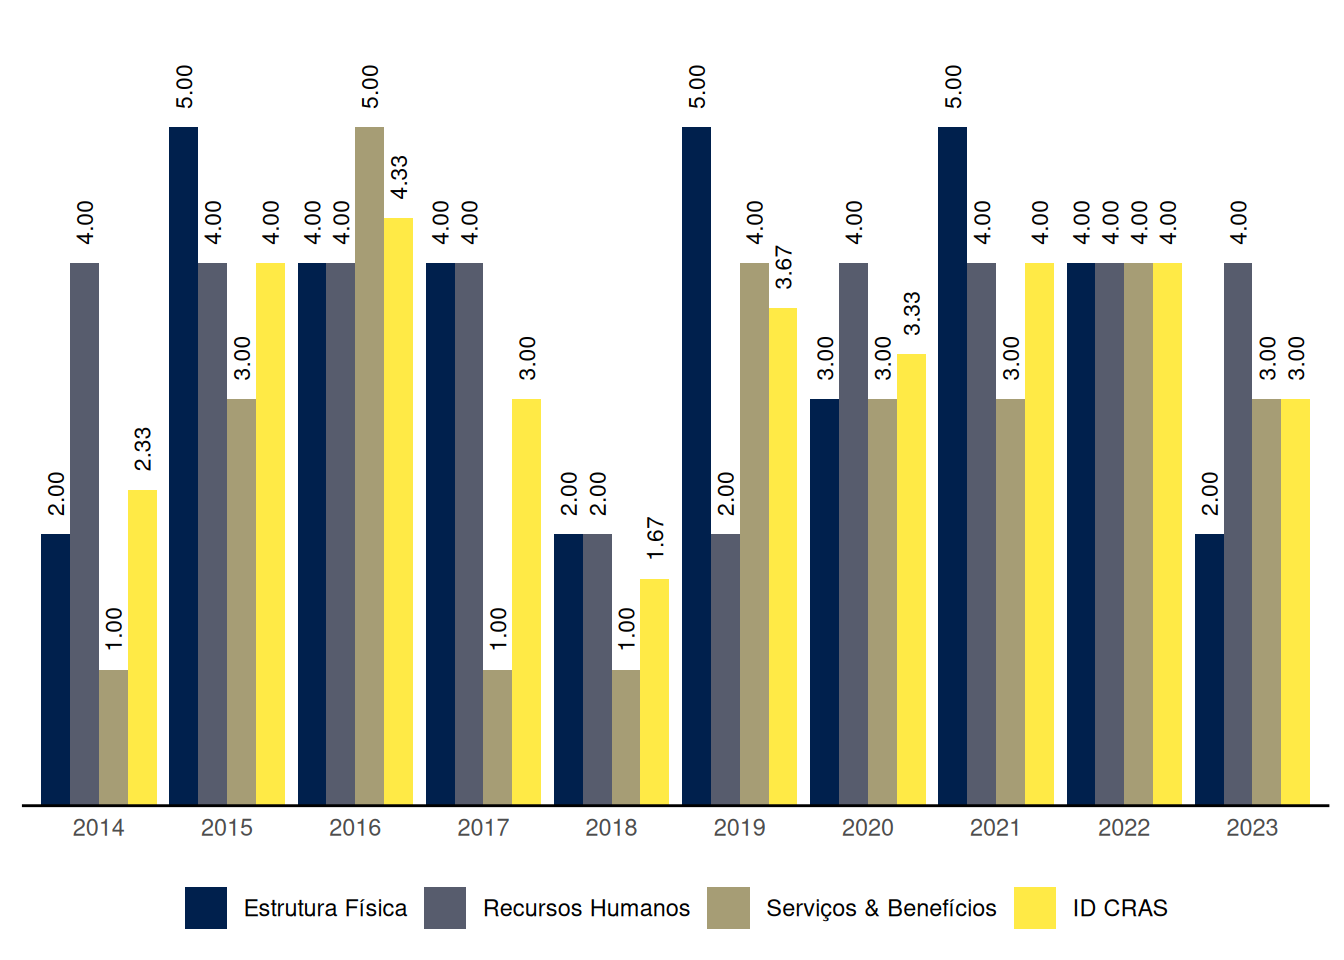 5.00 5.00 5.00 5.00
4.33
4.00 4.00 4.00 4.00 4.00 4.00 4.00 4.00 4.00 4.00 4.00 4.00 4.00 4.00 4.00 4.00 4.00
3.67
3.33
3.00 3.00 3.00 3.00 3.00 3.00 3.00
2.33
2.00 2.00 2.00 2.00 2.00
1.67
1.00 1.00 1.00
2014 2015 2016 2017 2018 2019 2020 2021 2022 2023
Estrutura Física Recursos Humanos Serviços & Benefícios ID CRAS